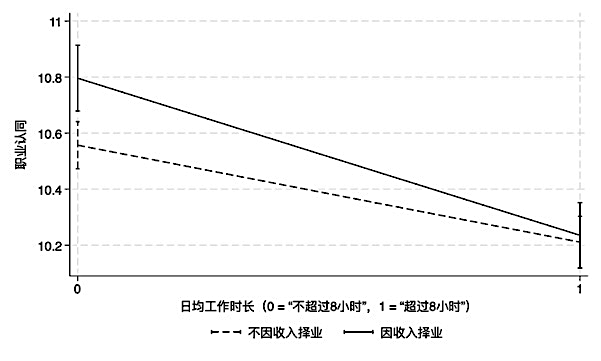 11
10.8
10.6
10.4
10.2
职业认同
0
1
日均工作时长（0 = “不超过8小时”，1 = “超过8小时”）
不因收入择业
因收入择业